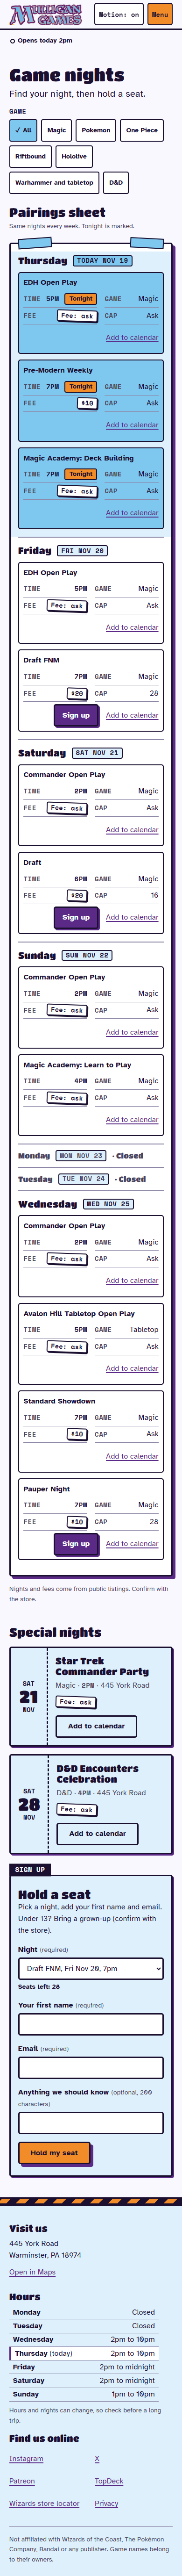 MULLIGAN GAMES
Motion: on
Menu
Opens today 2pm
Game nights
Find your night, then hold a seat.
GAME
✓ All
Magic
Pokemon
One Piece
Riftbound
Hololive
Warhammer and tabletop
D&D
Pairings sheet
Same nights every week. Tonight is marked.
Thursday TODAY NOV 19
EDH Open Play
TIME 5PM Tonight GAME Magic
FEE Fee: ask CAP Ask
Add to calendar
Pre-Modern Weekly
TIME 7PM Tonight GAME Magic
FEE $10 CAP Ask
Add to calendar
Magic Academy: Deck Building
TIME 7PM Tonight GAME Magic
FEE Fee: ask CAP Ask
Add to calendar
Friday FRI NOV 20
EDH Open Play
TIME 5PM GAME Magic
FEE Fee: ask CAP Ask
Add to calendar
Draft FNM
TIME 7PM GAME Magic
FEE $20 CAP 28
Sign up Add to calendar
Saturday SAT NOV 21
Commander Open Play
TIME 2PM GAME Magic
FEE Fee: ask CAP Ask
Add to calendar
Draft
TIME 6PM GAME Magic
FEE $20 CAP 16
Sign up Add to calendar
Sunday SUN NOV 22
Commander Open Play
TIME 2PM GAME Magic
FEE Fee: ask CAP Ask
Add to calendar
Magic Academy: Learn to Play
TIME 4PM GAME Magic
FEE Fee: ask CAP Ask
Add to calendar
Monday MON NOV 23 · Closed
Tuesday TUE NOV 24 · Closed
Wednesday WED NOV 25
Commander Open Play
TIME 2PM GAME Magic
FEE Fee: ask CAP Ask
Add to calendar
Avalon Hill Tabletop Open Play
TIME 7PM GAME Tabletop
FEE Fee: ask CAP Ask
Add to calendar
Standard Showdown
TIME 7PM GAME Magic
FEE $10 CAP Ask
Add to calendar
Pauper Night
TIME 7PM GAME Magic
FEE $10 CAP 28
Sign up Add to calendar
Nights and fees come from public listings. Confirm with
the store.
Special nights
SAT
21
NOV
Star Trek
Commander Party
Magic · 2PM · 445 York Road
Fee: ask
Add to calendar
SAT
28
NOV
D&D Encounters
Celebration
D&D · 4PM · 445 York Road
Fee: ask
Add to calendar
SIGN UP
Hold a seat
Pick a night, add your first name and email.
Under 13? Bring a grown-up (confirm with
the store).
Night (required)
Draft FNM, Fri Nov 20, 7pm
Seats left: 28
Your first name (required)
Email (required)
Anything we should know (optional, 200
characters)
Hold my seat
Visit us
445 York Road
Warminster, PA 18974
Open in Maps
Hours
Monday Closed
Tuesday Closed
Wednesday 2pm to 10pm
Thursday (today) 2pm to 10pm
Friday 2pm to midnight
Saturday 2pm to midnight
Sunday 1pm to 10pm
Hours and nights can change, so check before a long
trip.
Find us online
Instagram
X
Patreon
TopDeck
Wizards store locator
Privacy
Not affiliated with Wizards of the Coast, The Pokémon
Company, Bandai or any publisher. Game names belong
to their owners.